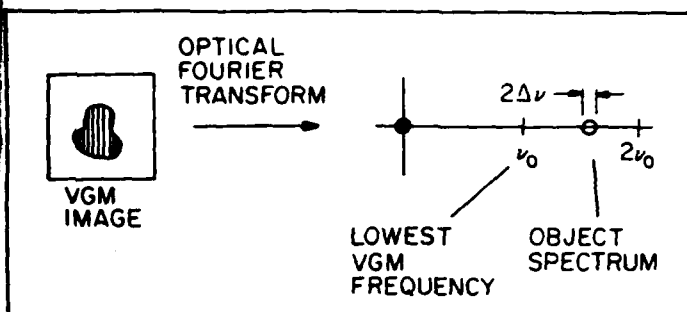 OPTICAL
FOURIER
TRANSFORM
VGM
IMAGE
2Δν
ν₀
2ν₀
LOWEST
VGM
FREQUENCY
OBJECT
SPECTRUM